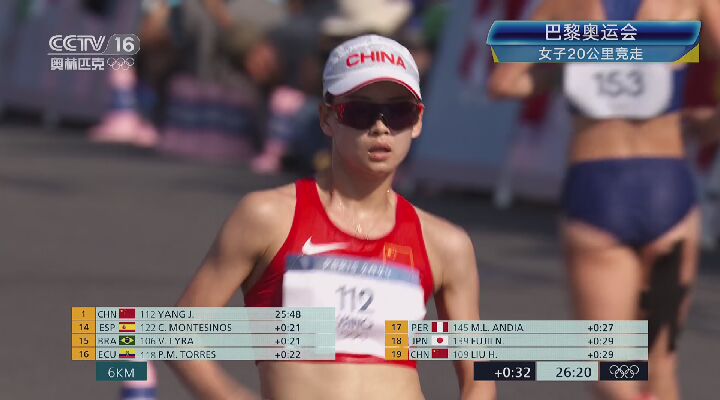 CCTV 16
奥林匹克
巴黎奥运会
女子20公里竞走
CHINA
153
112
YANG
1 CHN 112 YANG J. 25:48
14 ESP 122 C. MONTESINOS +0:21
15 BRA 106 V. LYRA +0:21
16 ECU 118 P.M. TORRES +0:22
17 PER 145 M.L. ANDIA +0:27
18 JPN 139 FUJII N. +0:29
19 CHN 109 LIU H. +0:29
6KM
+0:32 26:20